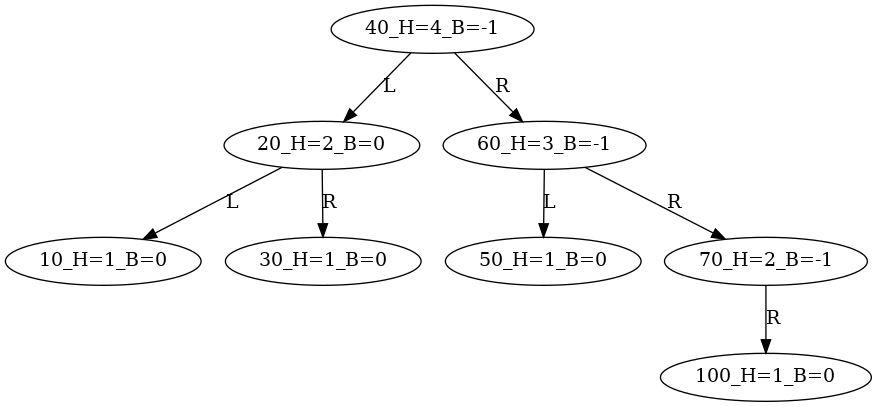 40_H=4_B=-1
L
R
20_H=2_B=0
60_H=3_B=-1
L
R
L
R
10_H=1_B=0
30_H=1_B=0
50_H=1_B=0
70_H=2_B=-1
R
100_H=1_B=0